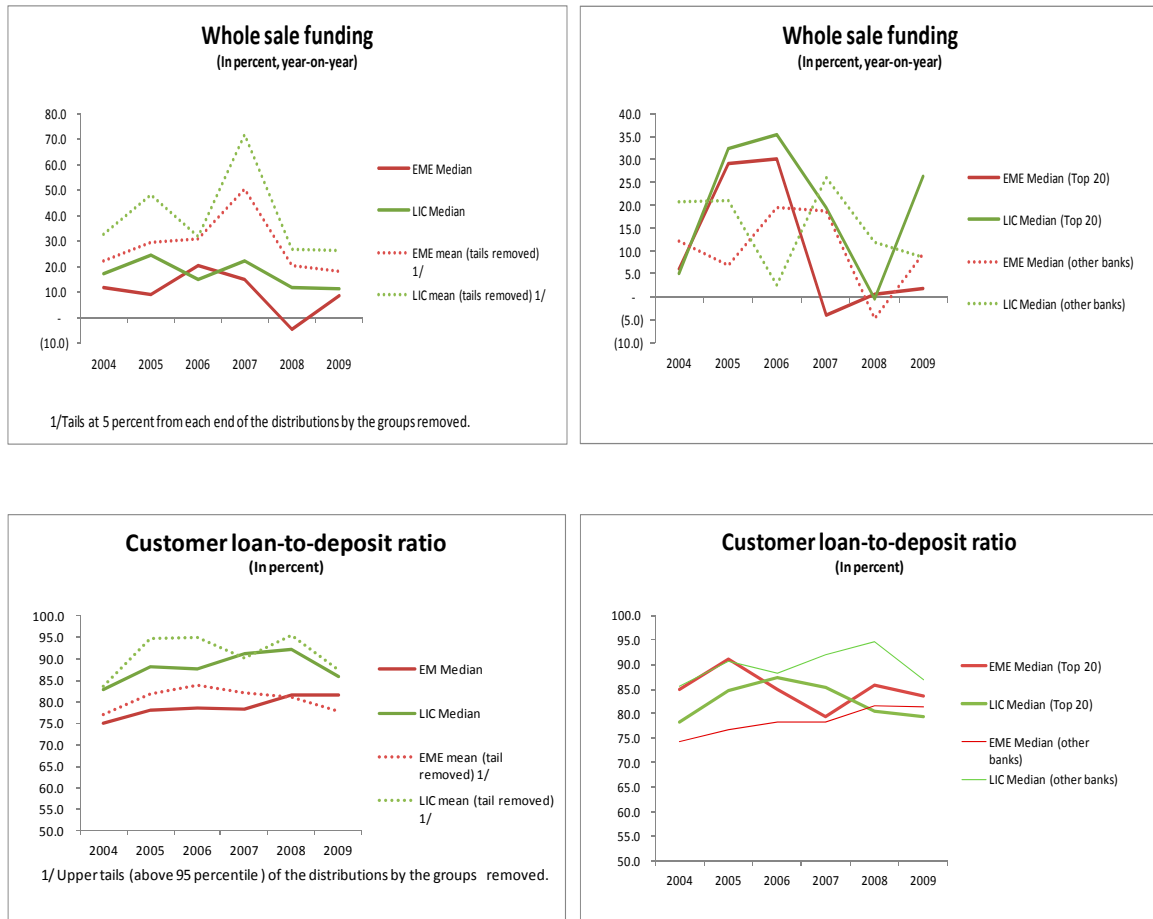 Whole sale funding
(In percent, year-on-year)
80.0
70.0
60.0
50.0
40.0
30.0
20.0
10.0
-
(10.0)
2004 2005 2006 2007 2008 2009
EME Median
LIC Median
EME mean (tails removed)
1/
LIC mean (tails removed) 1/
1/Tails at 5 percent from each end of the distributions by the groups removed.
Whole sale funding
(In percent, year-on-year)
40.0
35.0
30.0
25.0
20.0
15.0
10.0
5.0
-
(5.0)
(10.0)
2004 2005 2006 2007 2008 2009
EME Median (Top 20)
LIC Median (Top 20)
EME Median (other banks)
LIC Median (other banks)
Customer loan-to-deposit ratio
(In percent)
100.0
95.0
90.0
85.0
80.0
75.0
70.0
65.0
60.0
55.0
50.0
2004 2005 2006 2007 2008 2009
EM Median
LIC Median
EME mean (tail
removed) 1/
LIC mean (tail removed)
1/
1/ Upper tails (above 95 percentile ) of the distributions by the groups removed.
Customer loan-to-deposit ratio
(In percent)
100.0
95.0
90.0
85.0
80.0
75.0
70.0
65.0
60.0
55.0
50.0
2004 2005 2006 2007 2008 2009
EME Median (Top 20)
LIC Median (Top 20)
EME Median (other
banks)
LIC Median (other banks)